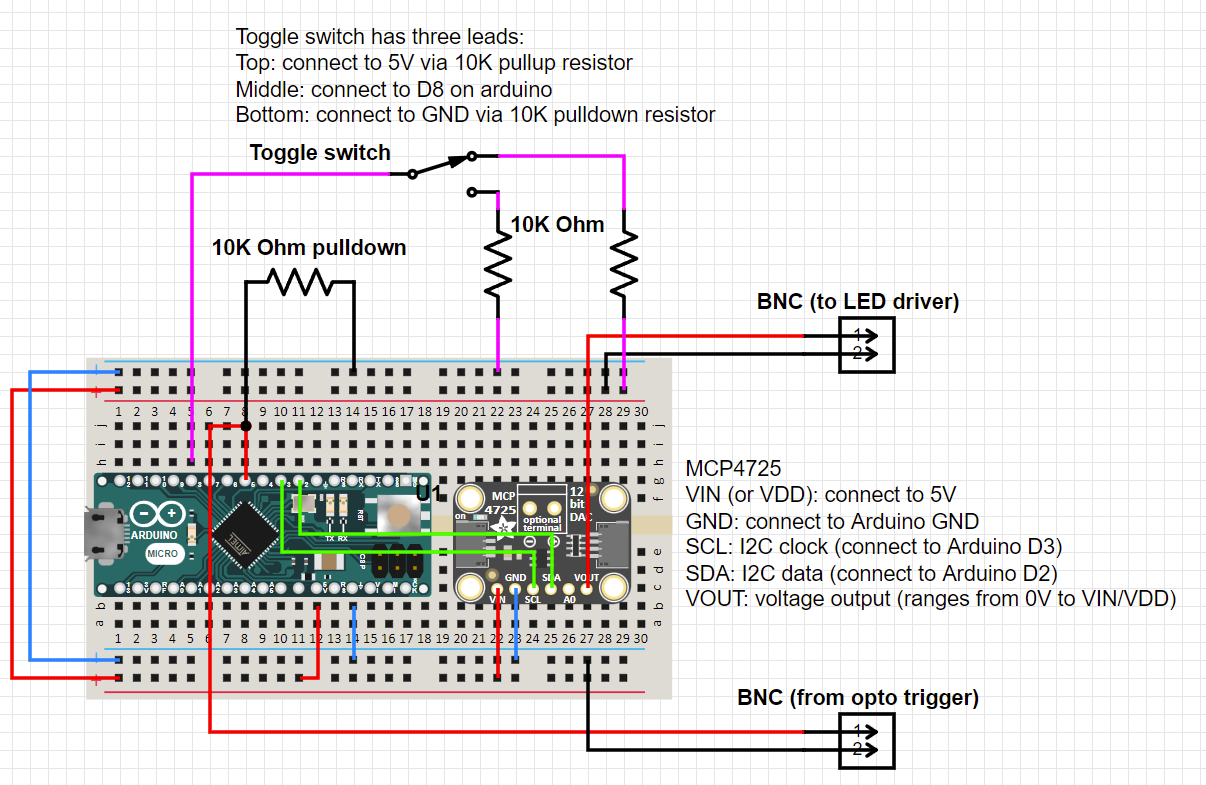 Toggle switch has three leads:
Top: connect to 5V via 10K pullup resistor
Middle: connect to D8 on arduino
Bottom: connect to GND via 10K pulldown resistor
Toggle switch
10K Ohm
10K Ohm pulldown
BNC (to LED driver)
1
2
1 2 3 4 5 6 7 8 9 10 11 12 13 14 15 16 17 18 19 20 21 22 23 24 25 26 27 28 29 30
j j
i i
h h
g
f
U1
MCP
4725
12
bit
DAC
on
optional
terminal
ARDUINO
MICRO
TX RX
GND SDA VOUT
VIN SCL A0
e
d
c
b b
a a
1 2 3 4 5 6 7 8 9 10 11 12 13 14 15 16 17 18 19 20 21 22 23 24 25 26 27 28 29 30
MCP4725
VIN (or VDD): connect to 5V
GND: connect to Arduino GND
SCL: I2C clock (connect to Arduino D3)
SDA: I2C data (connect to Arduino D2)
VOUT: voltage output (ranges from 0V to VIN/VDD)
BNC (from opto trigger)
1
2